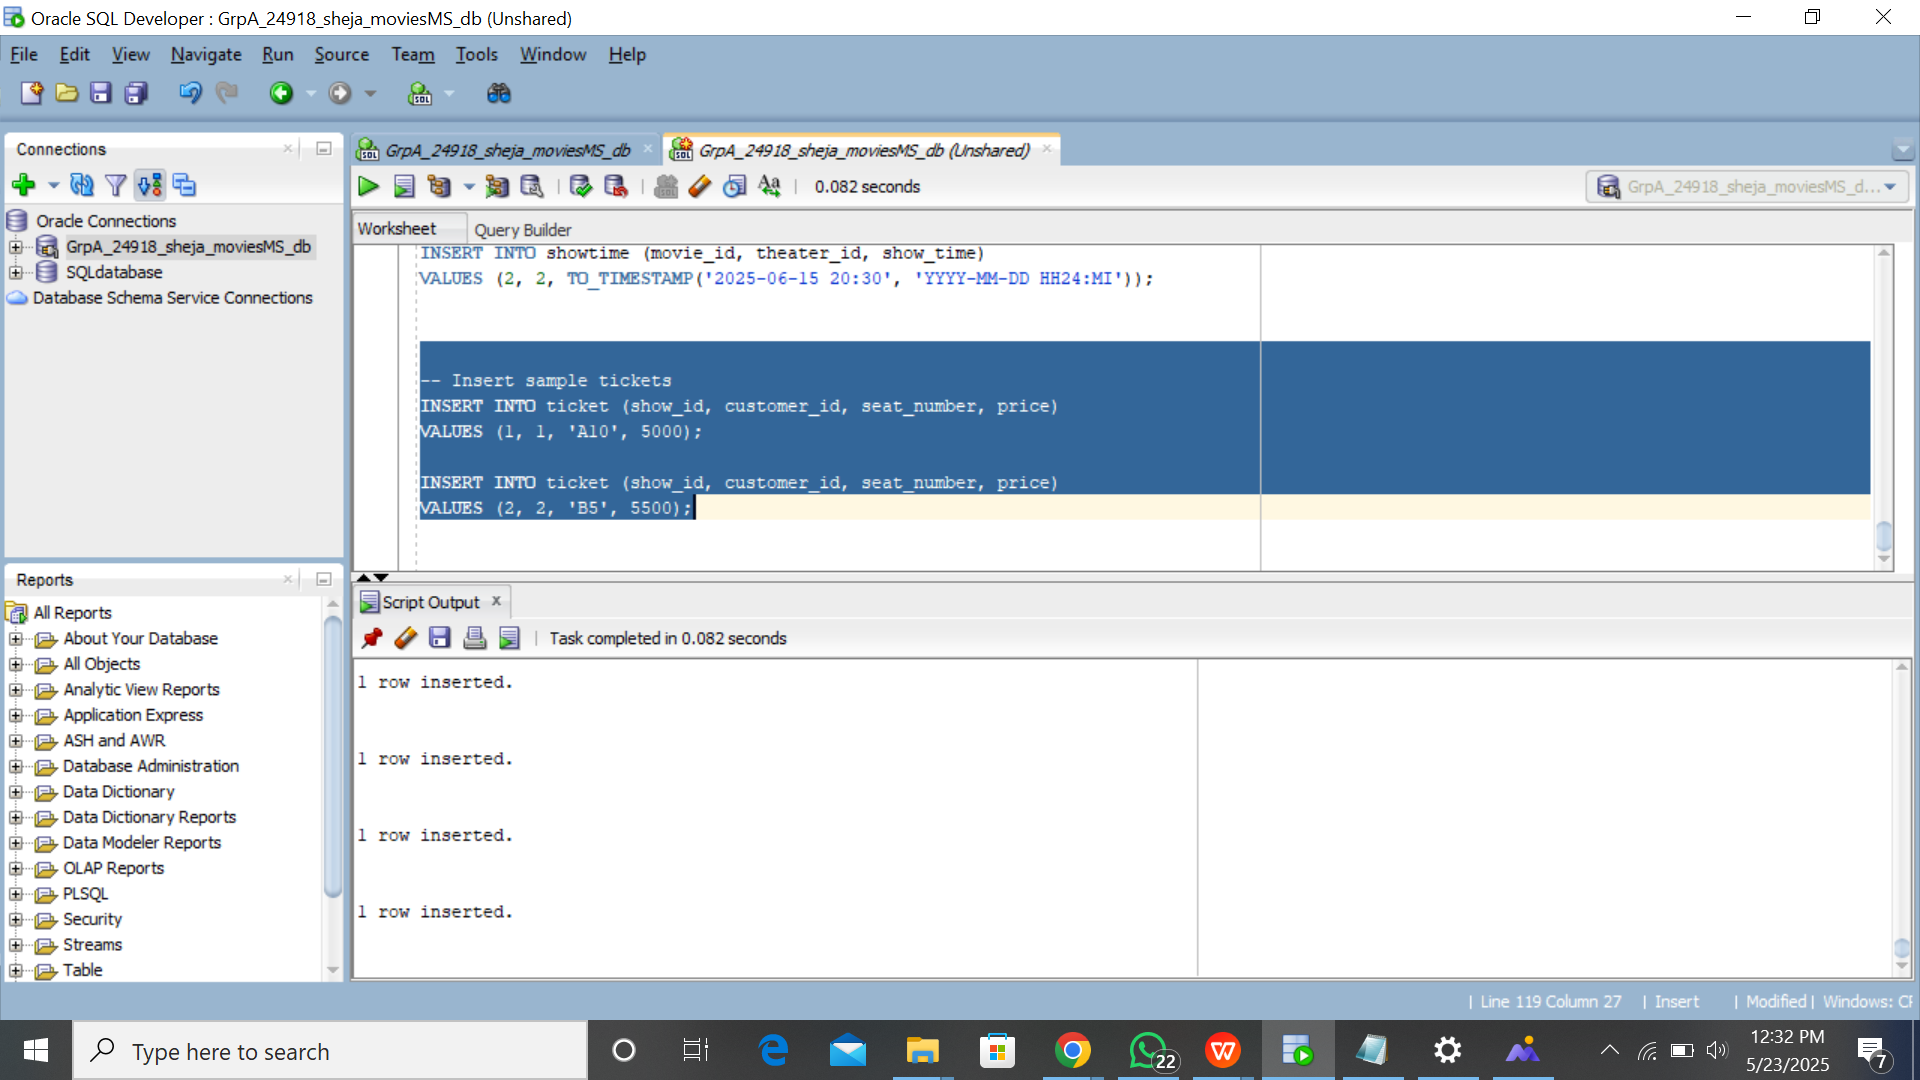 Oracle SQL Developer : GrpA_24918_sheja_moviesMS_db (Unshared)
File Edit View Navigate Run Source Team Tools Window Help
SQL
Connections
Oracle Connections
GrpA_24918_sheja_moviesMS_db
SQLdatabase
Database Schema Service Connections
Reports
All Reports
About Your Database
All Objects
Analytic View Reports
Application Express
ASH and AWR
Database Administration
Data Dictionary
Data Dictionary Reports
Data Modeler Reports
OLAP Reports
PLSQL
Security
Streams
Table
SQL GrpA_24918_sheja_moviesMS_db
SQL GrpA_24918_sheja_moviesMS_db (Unshared)
Aa 0.082 seconds
GrpA_24918_sheja_moviesMS_d...
Worksheet Query Builder
INSERT INTO showtime (movie_id, theater_id, show_time)
VALUES (2, 2, TO_TIMESTAMP('2025-06-15 20:30', 'YYYY-MM-DD HH24:MI'));
-- Insert sample tickets
INSERT INTO ticket (show_id, customer_id, seat_number, price)
VALUES (1, 1, 'A10', 5000);
INSERT INTO ticket (show_id, customer_id, seat_number, price)
VALUES (2, 2, 'B5', 5500);
Script Output x
| Task completed in 0.082 seconds
1 row inserted.
1 row inserted.
1 row inserted.
1 row inserted.
| Line 119 Column 27 | Insert | Modified | Windows: CF
Type here to search
22
W
12:32 PM
5/23/2025
7